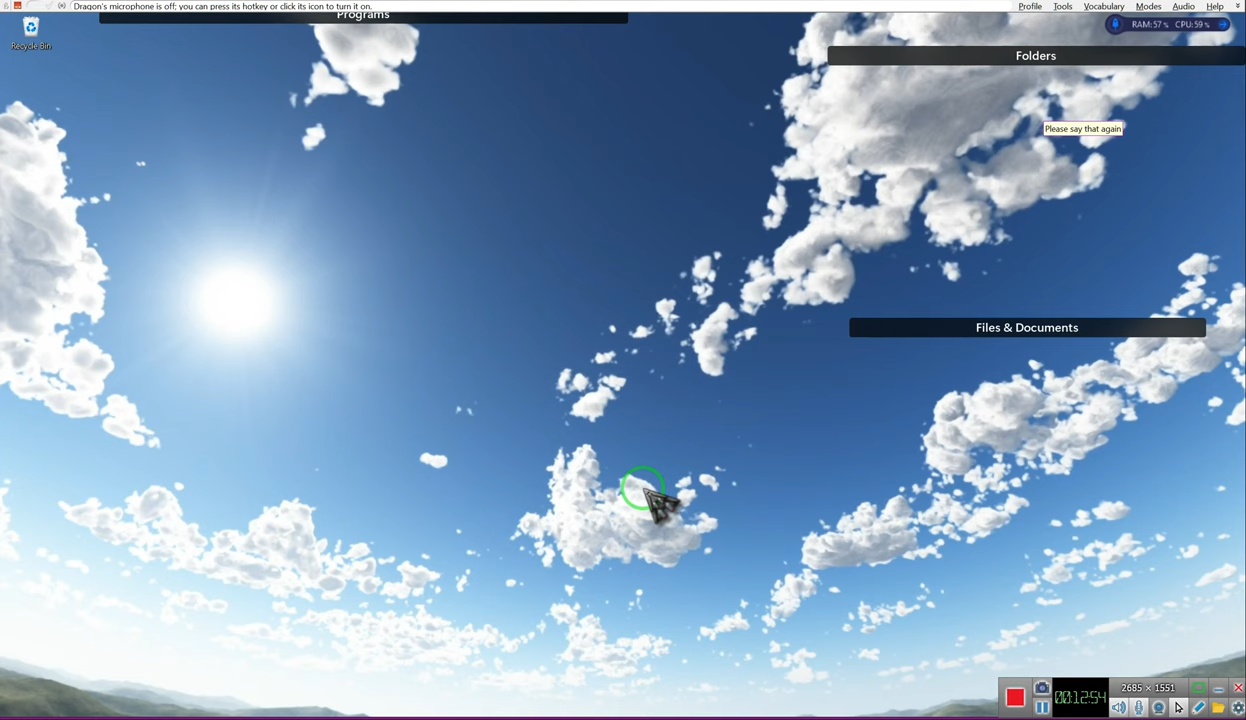 Dragon's microphone is off; you can press its hotkey or click its icon to turn it on.
Profile Tools Vocabulary Modes Audio Help
Programs
Recycle Bin
RAM:57% CPU:59%
Folders
Please say that again
Files & Documents
2685 × 1551
00:12:54